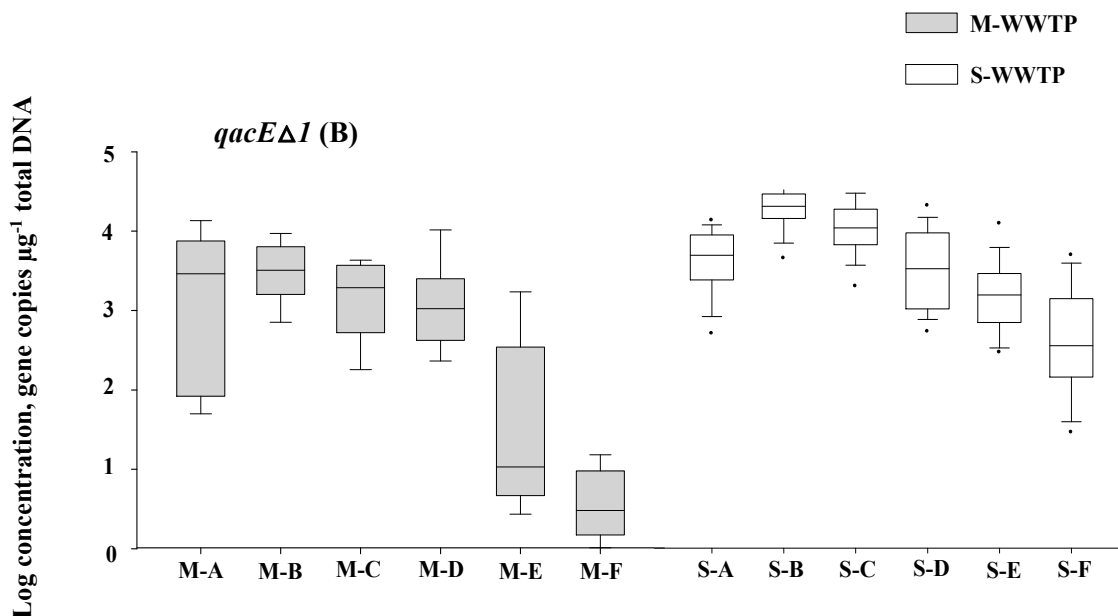 M-WWTP
S-WWTP
Log concentration, gene copies µg⁻¹ total DNA
qacEΔ1 (B)
5
4
3
2
1
0
M-A M-B M-C M-D M-E M-F S-A S-B S-C S-D S-E S-F